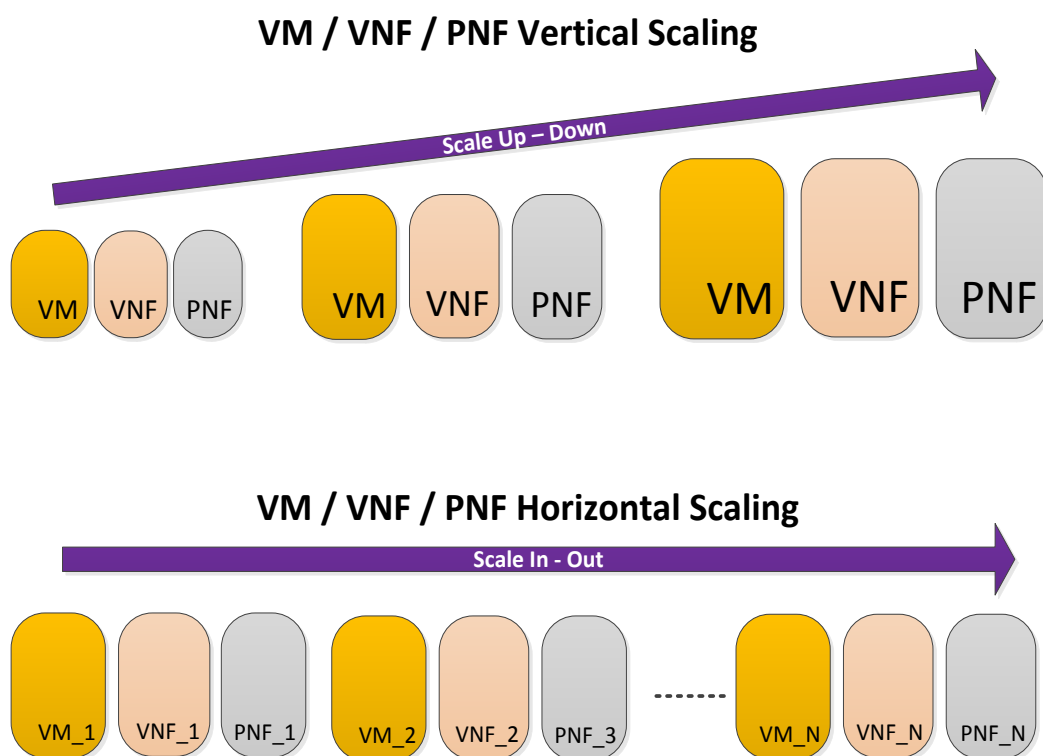 VM / VNF / PNF Vertical Scaling
Scale Up – Down
VM VNF PNF VM VNF PNF VM VNF PNF
VM / VNF / PNF Horizontal Scaling
Scale In - Out
VM_1 VNF_1 PNF_1 VM_2 VNF_2 PNF_3 VM_N VNF_N PNF_N